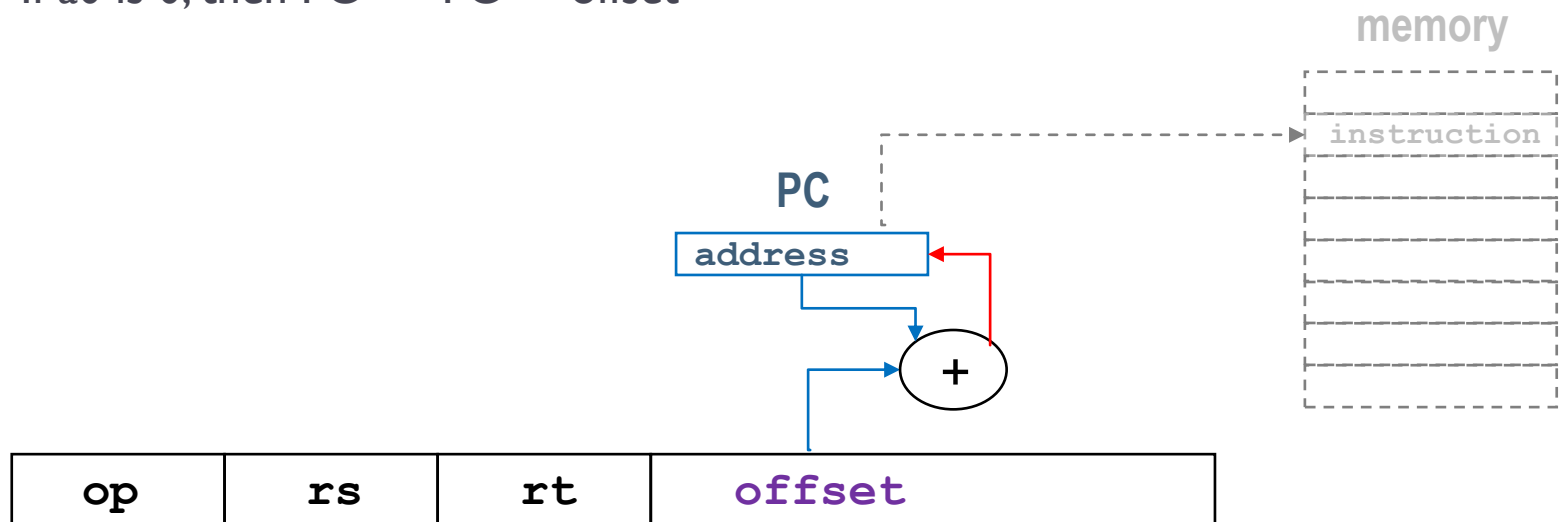 memory
instruction
PC
address
+
op rs rt offset